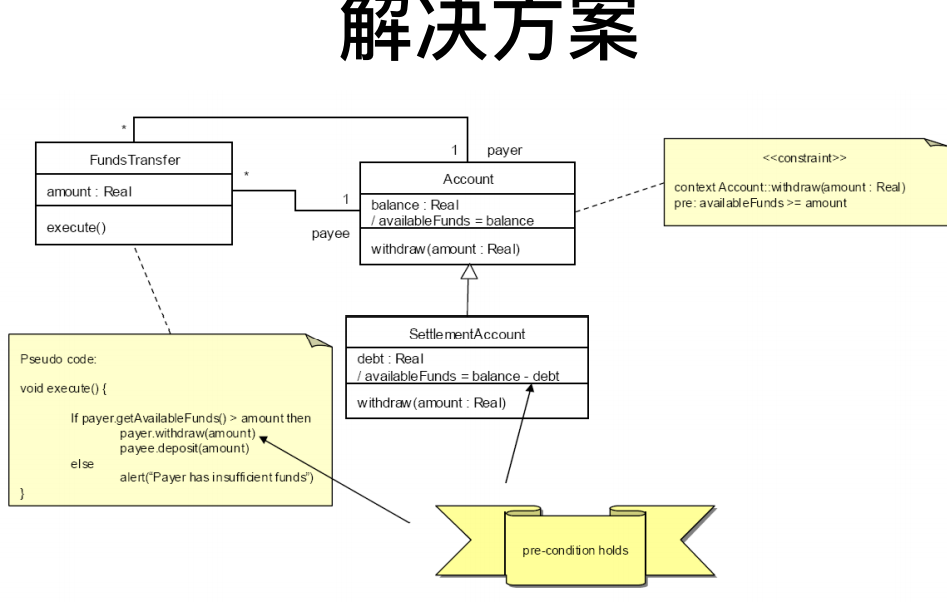 解决方案
*
1 payer
FundsTransfer
amount : Real
execute()
*
1
payee
Account
balance : Real
/ availableFunds = balance
withdraw(amount : Real)
<<constraint>>
context Account::withdraw(amount : Real)
pre: availableFunds >= amount
SettlementAccount
debt : Real
/ availableFunds = balance - debt
withdraw(amount : Real)
Pseudo code:
void execute() {
If payer.getAvailableFunds() > amount then
payer.withdraw(amount)
payee.deposit(amount)
else
alert("Payer has insufficient funds")
}
pre-condition holds